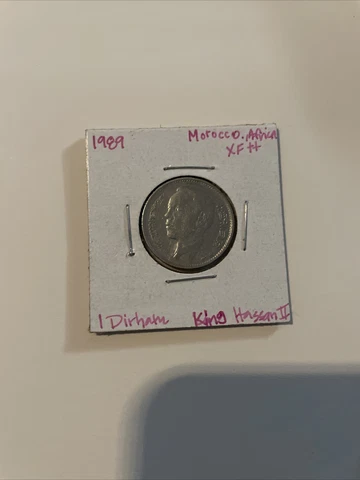 1989
Morocco, Africa
XF++
1 Dirham King Hassan II